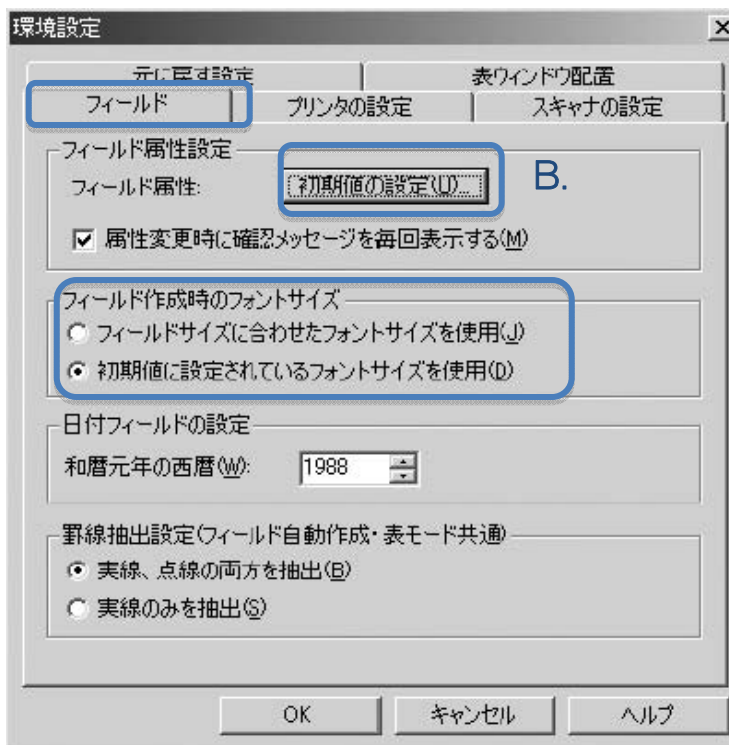 環境設定
元に戻す設定 表ウィンドウ配置
フィールド プリンタの設定 スキャナの設定
フィールド属性設定
フィールド属性: 初期値の設定(U)... B.
属性変更時に確認メッセージを毎回表示する(M)
フィールド作成時のフォントサイズ
フィールドサイズに合わせたフォントサイズを使用(J)
初期値に設定されているフォントサイズを使用(D)
日付フィールドの設定
和暦元年の西暦(W): 1988
罫線抽出設定(フィールド自動作成・表モード共通)
実線、点線の両方を抽出(B)
実線のみを抽出(S)
OK キャンセル ヘルプ